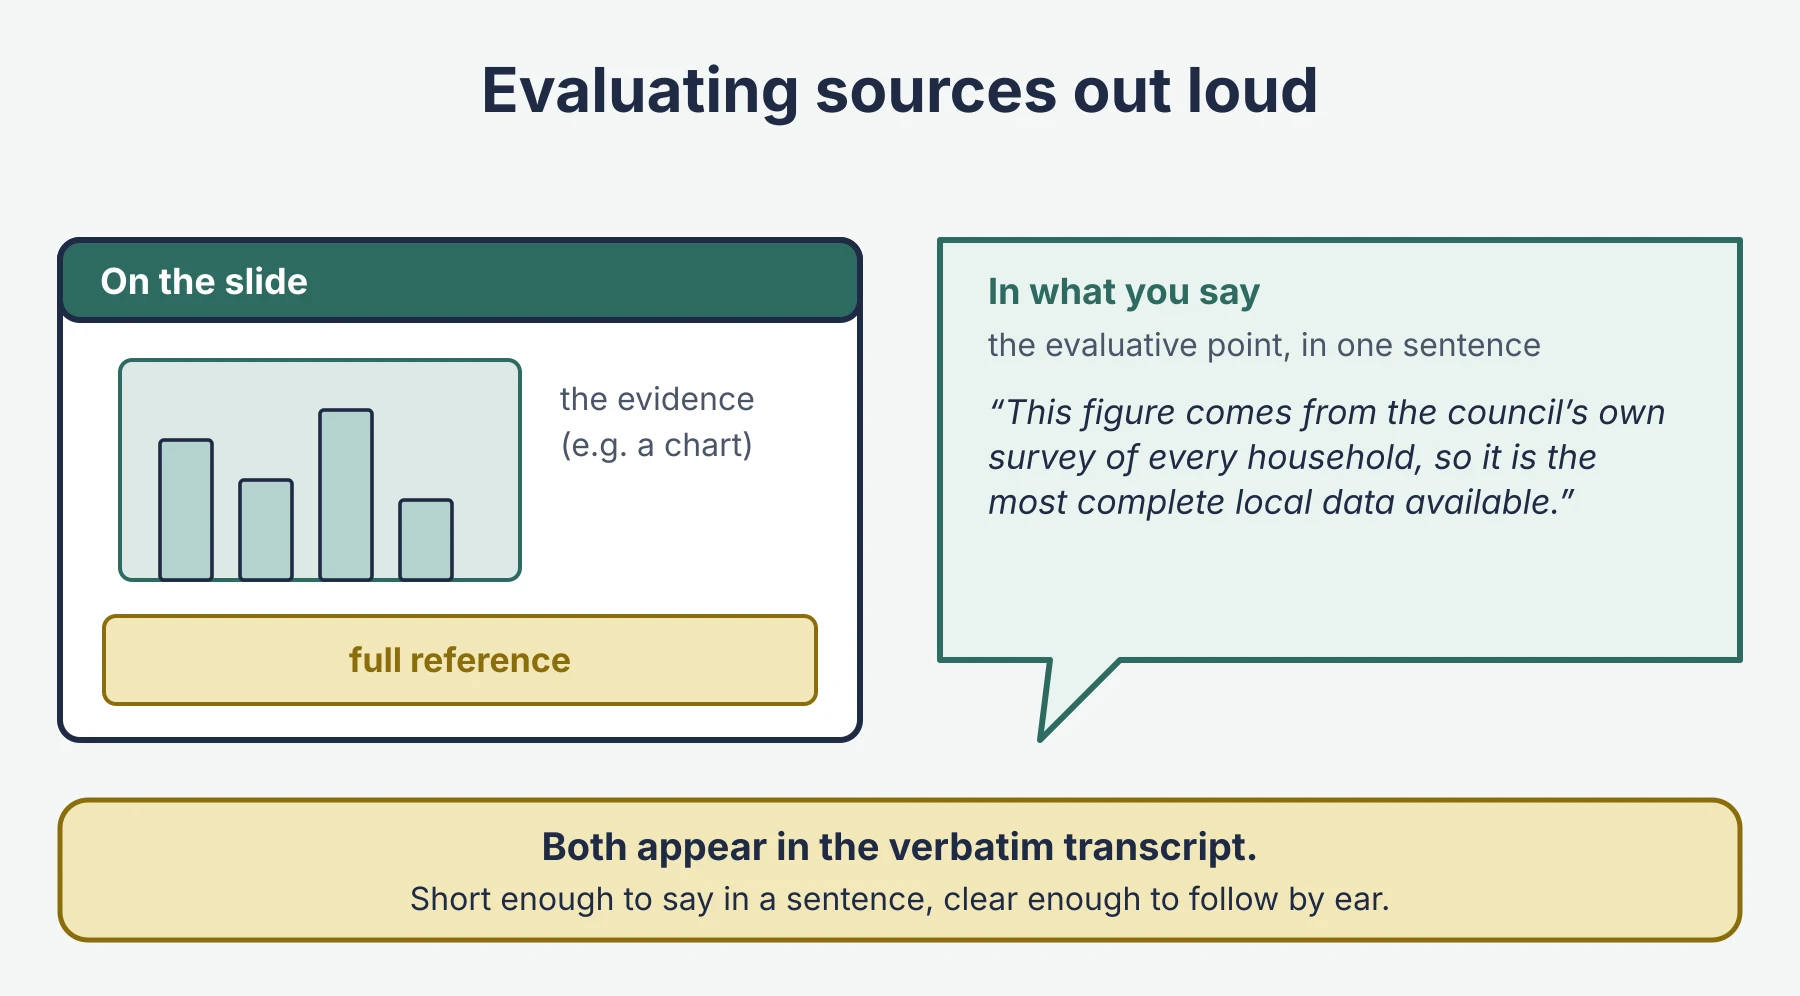 Evaluating sources out loud
On the slide
the evidence
(e.g. a chart)
full reference
In what you say
the evaluative point, in one sentence
“This figure comes from the council’s own
survey of every household, so it is the
most complete local data available.”
Both appear in the verbatim transcript.
Short enough to say in a sentence, clear enough to follow by ear.